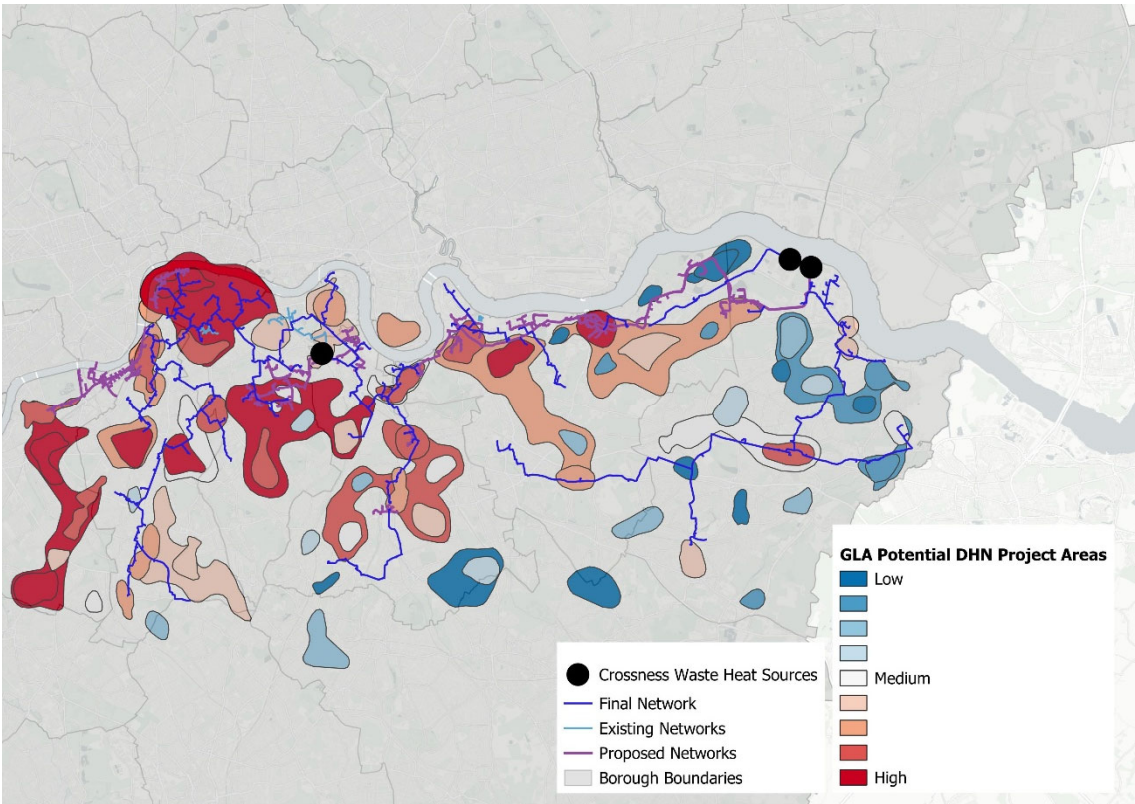 GLA Potential DHN Project Areas
Low
Medium
High
Crossness Waste Heat Sources
Final Network
Existing Networks
Proposed Networks
Borough Boundaries